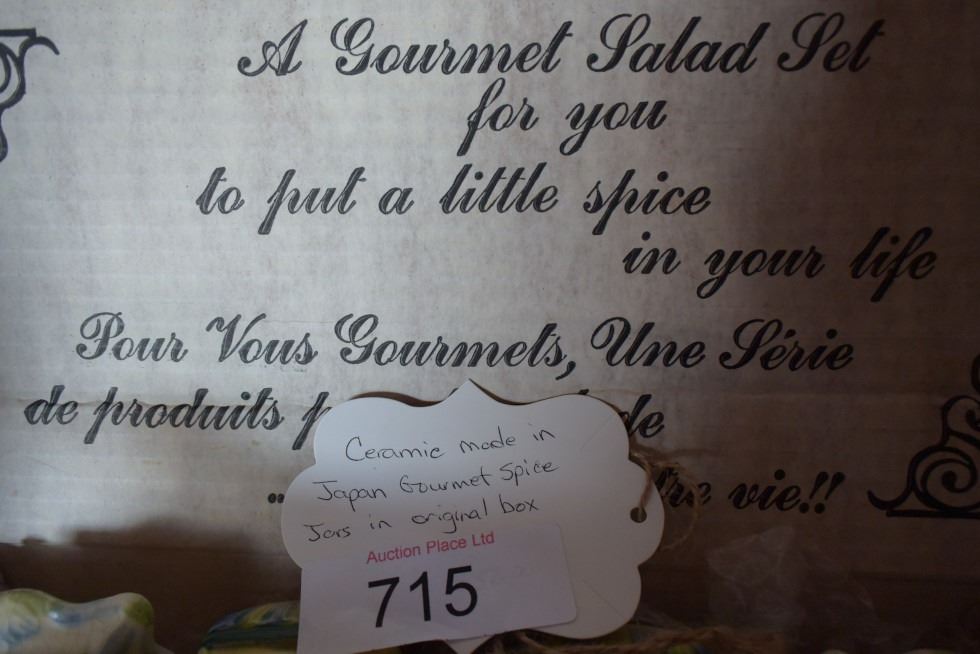 A Gourmet Salad Set
for you
to put a little spice
in your life
Pour Vous Gourmets, Une Série
de produits de
vie!!
Ceramic made in
Japan Gourmet Spice
Jars in original box
Auction Place Ltd
715